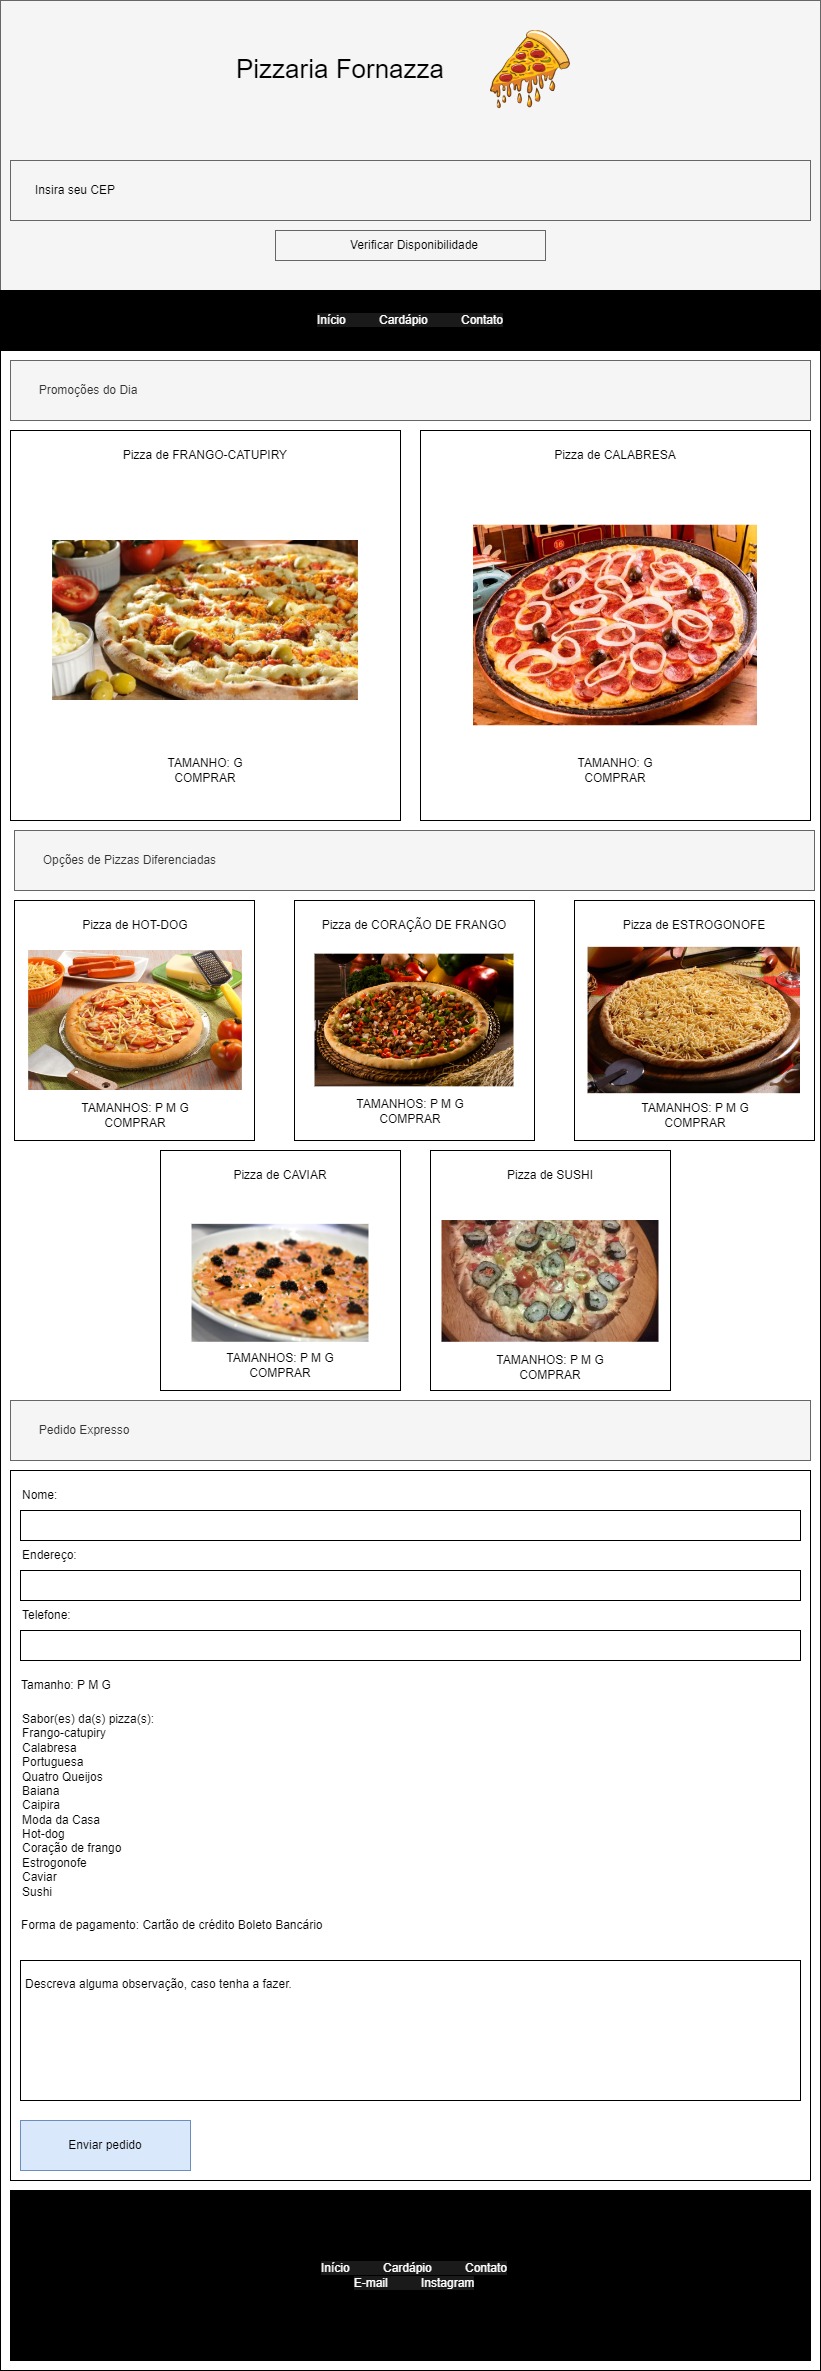 Pizzaria Fornazza
Insira seu CEP
Verificar Disponibilidade
Início Cardápio Contato
Promoções do Dia
Pizza de FRANGO-CATUPIRY
Pizza de CALABRESA
TAMANHO: G
COMPRAR
TAMANHO: G
COMPRAR
Opções de Pizzas Diferenciadas
Pizza de HOT-DOG
Pizza de CORAÇÃO DE FRANGO
Pizza de ESTROGONOFE
TAMANHOS: P M G
COMPRAR
TAMANHOS: P M G
COMPRAR
TAMANHOS: P M G
COMPRAR
Pizza de CAVIAR
Pizza de SUSHI
TAMANHOS: P M G
COMPRAR
TAMANHOS: P M G
COMPRAR
Pedido Expresso
Nome:
Endereço:
Telefone:
Tamanho: P M G
Sabor(es) da(s) pizza(s):
Frango-catupiry
Calabresa
Portuguesa
Quatro Queijos
Baiana
Caipira
Moda da Casa
Hot-dog
Coração de frango
Estrogonofe
Caviar
Sushi
Forma de pagamento: Cartão de crédito Boleto Bancário
Descreva alguma observação, caso tenha a fazer.
Enviar pedido
Início Cardápio Contato
E-mail Instagram